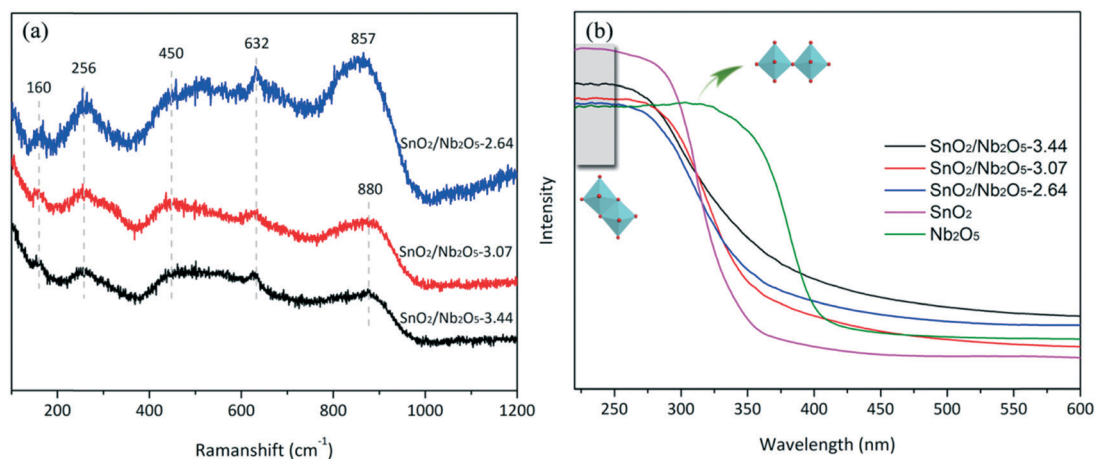 (a)
160
256
450
632
857
880
SnO₂/Nb₂O₅-2.64
SnO₂/Nb₂O₅-3.07
SnO₂/Nb₂O₅-3.44
200
400
600
800
1000
1200
Ramanshift (cm⁻¹)
(b)
Intensity
SnO₂/Nb₂O₅-3.44
SnO₂/Nb₂O₅-3.07
SnO₂/Nb₂O₅-2.64
SnO₂
Nb₂O₅
250
300
350
400
450
500
550
600
Wavelength (nm)